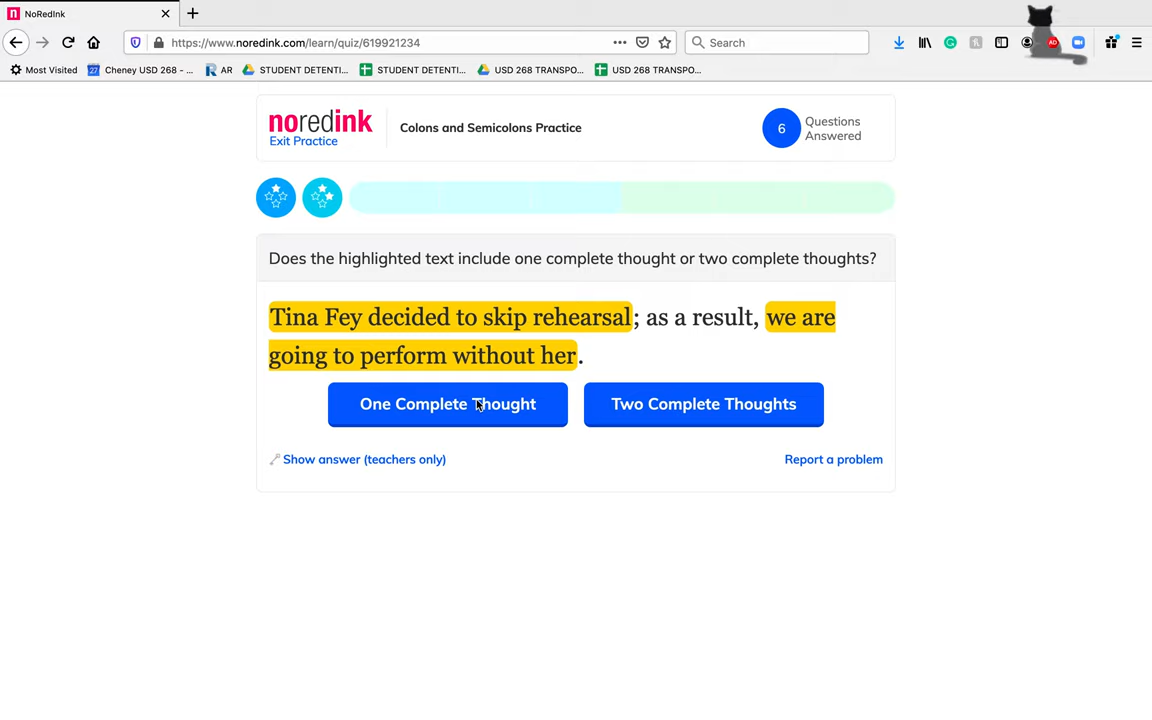 NoRedInk
https://www.noredink.com/learn/quiz/619921234
Search
Most Visited
27 Cheney USD 268 - ...
AR
STUDENT DETENTI...
STUDENT DETENTI...
USD 268 TRANSPO...
USD 268 TRANSPO...
noredink
Exit Practice
Colons and Semicolons Practice
6
Questions
Answered
Does the highlighted text include one complete thought or two complete thoughts?
Tina Fey decided to skip rehearsal; as a result, we are
going to perform without her.
One Complete Thought
Two Complete Thoughts
Show answer (teachers only)
Report a problem